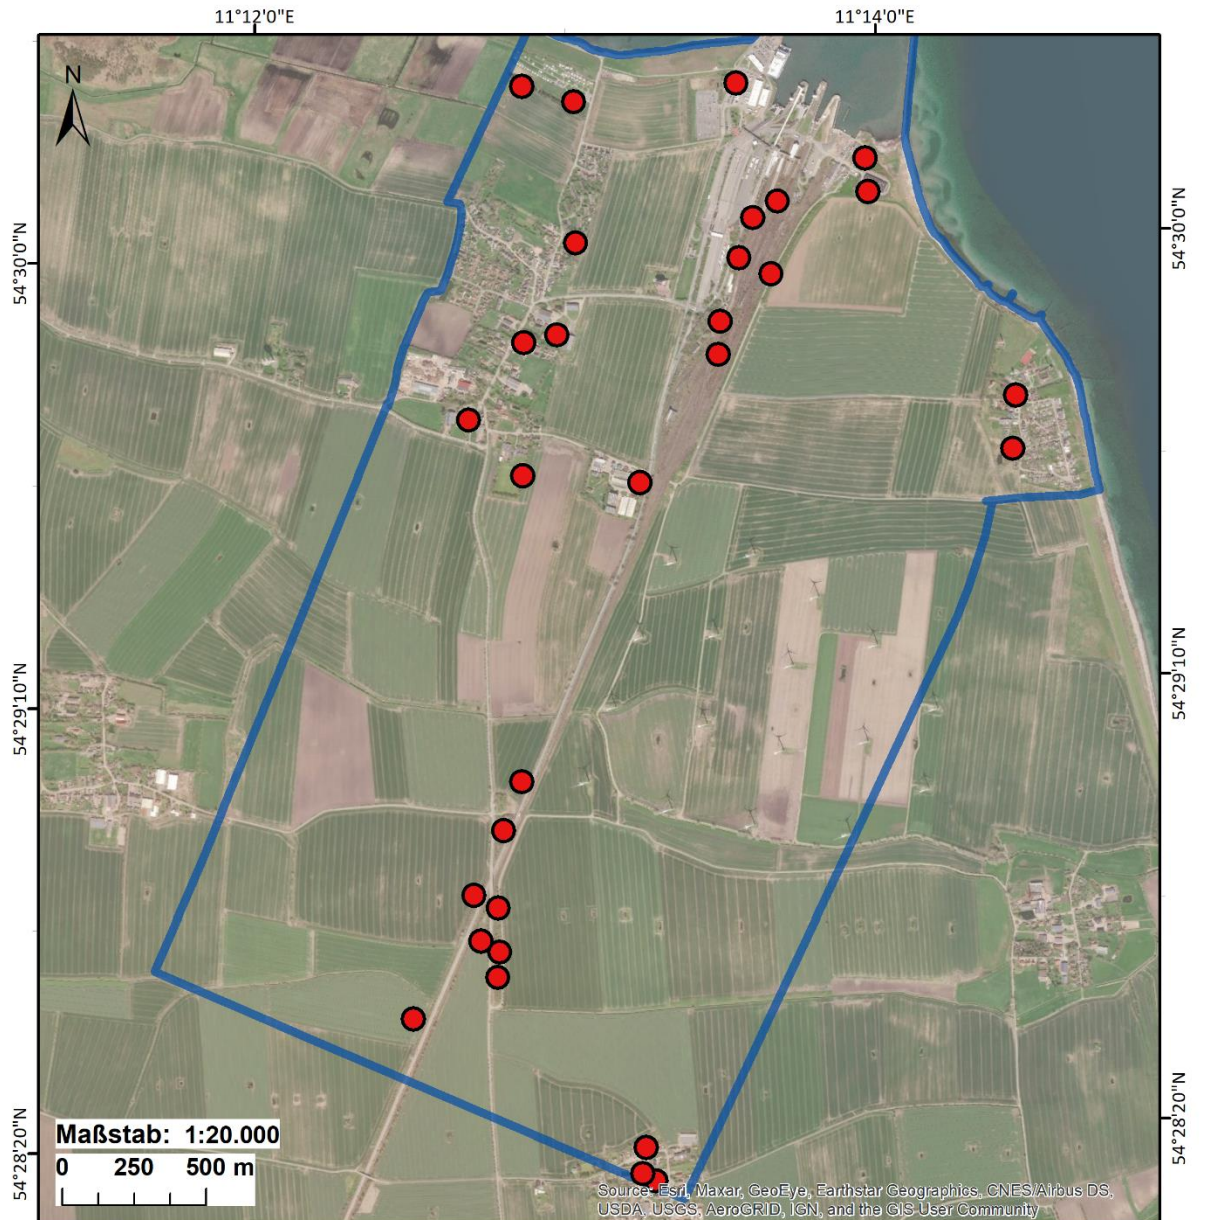 11°12'0"E
11°14'0"E
N
54°30'0"N
54°30'0"N
54°29'10"N
54°29'10"N
54°28'20"N
54°28'20"N
Maßstab: 1:20.000
0 250 500 m
Source: Esri, Maxar, GeoEye, Earthstar Geographics, CNES/Airbus DS,
USDA, USGS, AeroGRID, IGN, and the GIS User Community